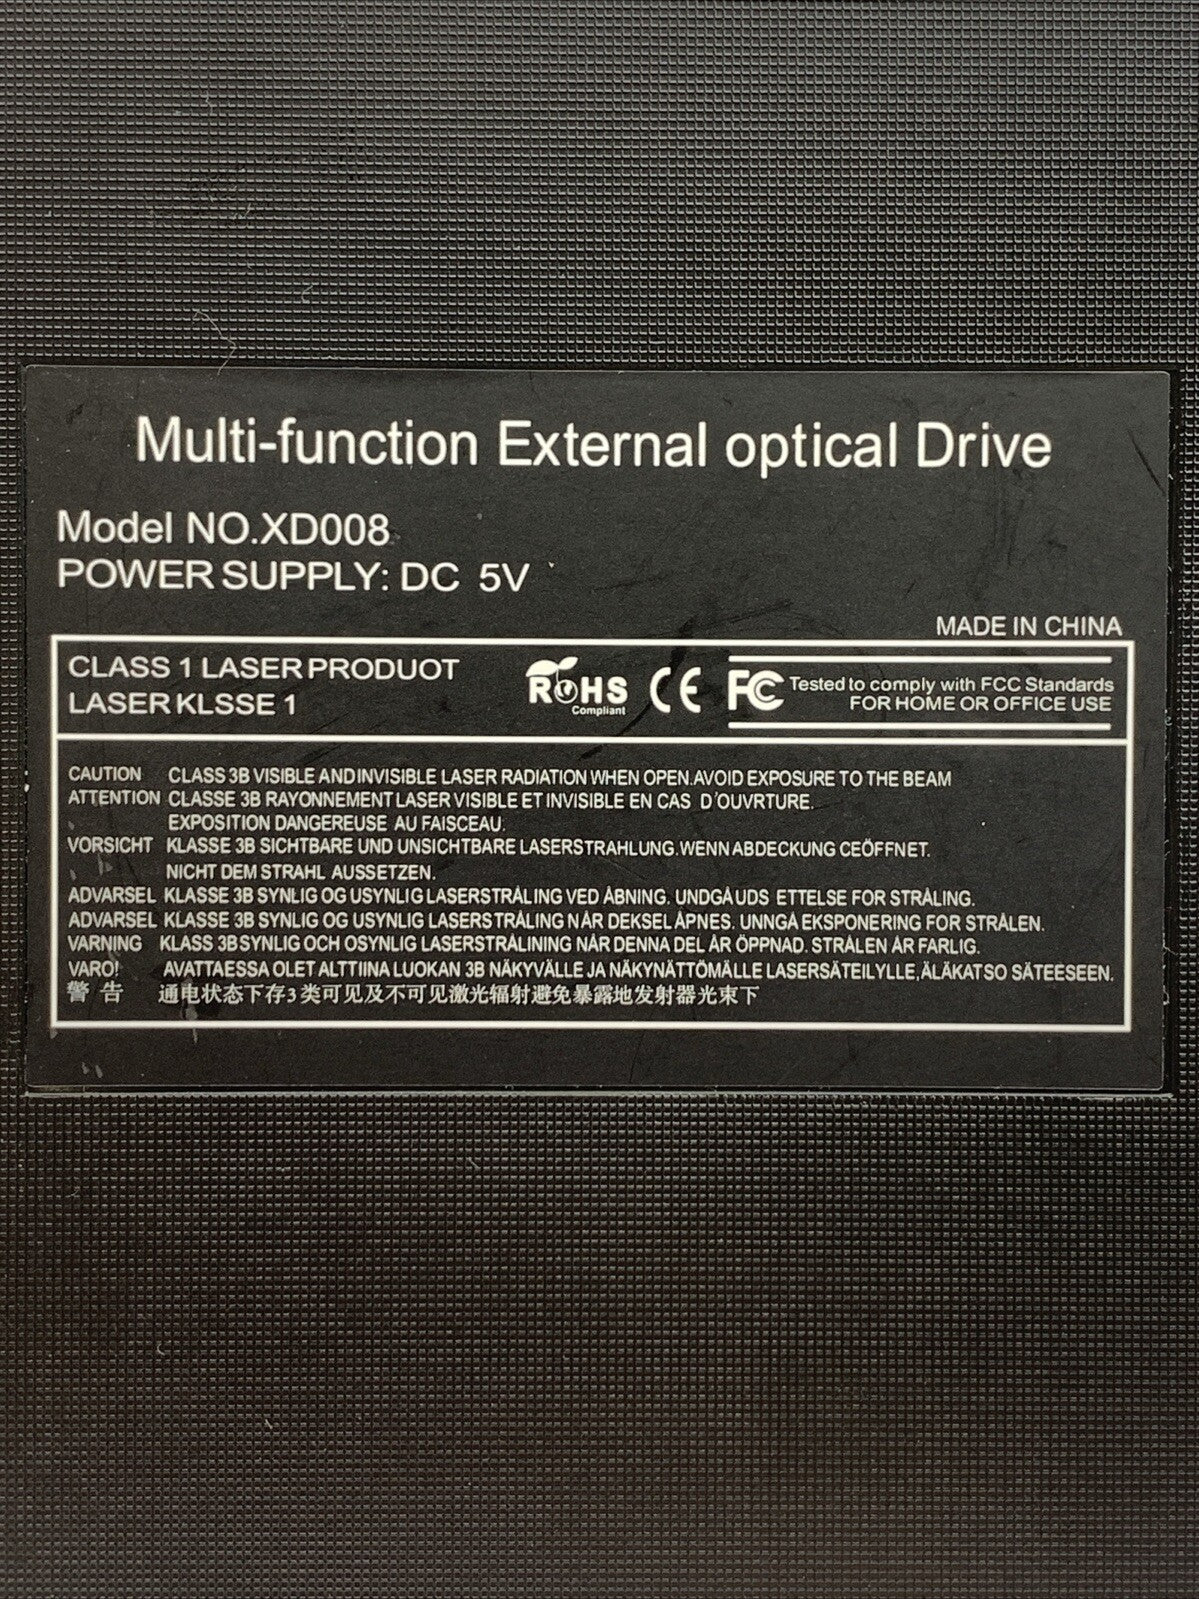 Multi-function External optical Drive
Model NO.XD008
POWER SUPPLY: DC 5V
MADE IN CHINA
CLASS 1 LASER PRODUOT
LASER KLSSE 1
RoHS
Compliant
CE
FC
Tested to comply with FCC Standards
FOR HOME OR OFFICE USE
CAUTION CLASS 3B VISIBLE AND INVISIBLE LASER RADIATION WHEN OPEN.AVOID EXPOSURE TO THE BEAM
ATTENTION CLASSE 3B RAYONNEMENT LASER VISIBLE ET INVISIBLE EN CAS D'OUVRTURE.
EXPOSITION DANGEREUSE AU FAISCEAU.
VORSICHT KLASSE 3B SICHTBARE UND UNSICHTBARE LASERSTRAHLUNG.WENN ABDECKUNG CEÖFFNET.
NICHT DEM STRAHL AUSSETZEN.
ADVARSEL KLASSE 3B SYNLIG OG USYNLIG LASERSTRÅLING VED ÅBNING. UNDGÅ UDS ETTELSE FOR STRÅLING.
ADVARSEL KLASSE 3B SYNLIG OG USYNLIG LASERSTRÅLING NÅR DEKSEL ÅPNES. UNNGÅ EKSPONERING FOR STRÅLEN.
VARNING KLASS 3B SYNLIG OCH OSYNLIG LASERSTRÅLINING NÅR DENNA DEL ÅR ÖPPNAD. STRÅLEN ÅR FARLIG.
VARO! AVATTAESSA OLET ALTTIINA LUOKAN 3B NÄKYVÄLLE JA NÄKYNÄTTÖMÄLLE LASERSÄTEILYLLE,ÄLÄKATSO SÄTEESEEN.
警告 通电状态下存3类可见及不可见激光辐射避免暴露地发射器光束下